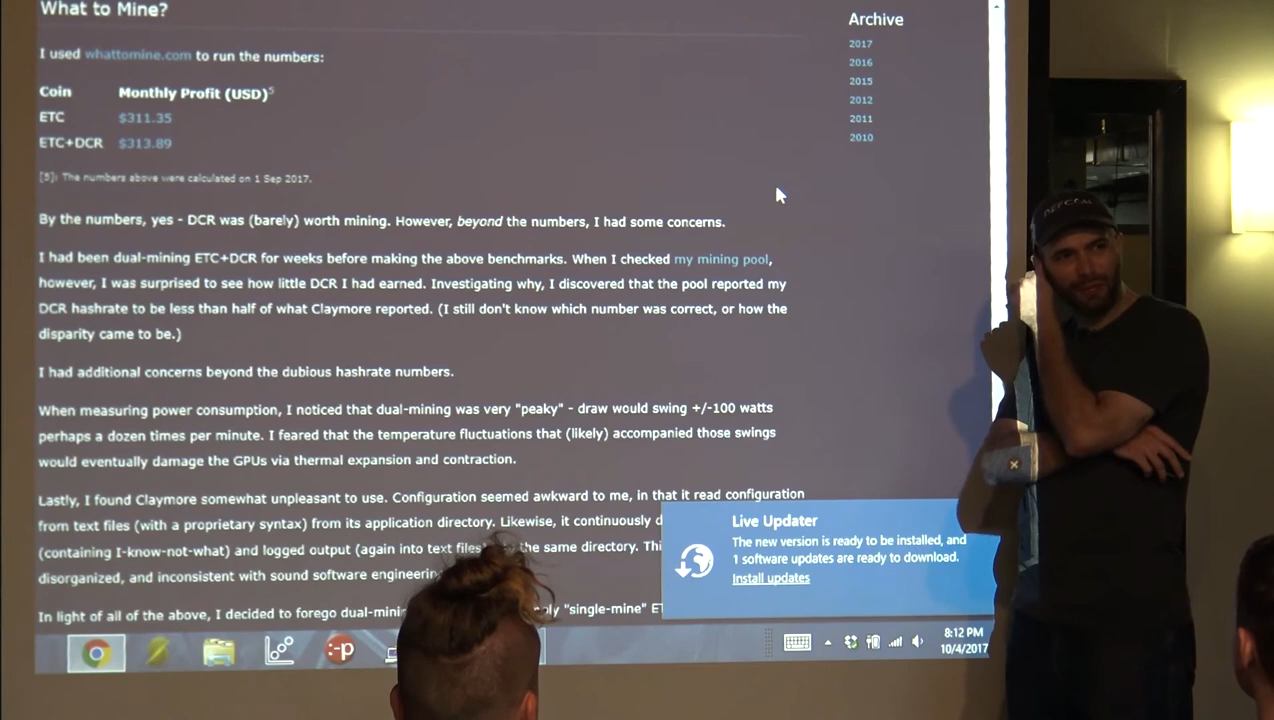 What to Mine?
I used whattomine.com to run the numbers:
Coin Monthly Profit (USD)5
ETC $311.35
ETC+DCR $313.89
[5]: The numbers above were calculated on 1 Sep 2017.
By the numbers, yes - DCR was (barely) worth mining. However, beyond the numbers, I had some concerns.
I had been dual-mining ETC+DCR for weeks before making the above benchmarks. When I checked my mining pool,
however, I was surprised to see how little DCR I had earned. Investigating why, I discovered that the pool reported my
DCR hashrate to be less than half of what Claymore reported. (I still don't know which number was correct, or how the
disparity came to be.)
I had additional concerns beyond the dubious hashrate numbers.
When measuring power consumption, I noticed that dual-mining was very "peaky" - draw would swing +/-100 watts
perhaps a dozen times per minute. I feared that the temperature fluctuations that (likely) accompanied those swings
would eventually damage the GPUs via thermal expansion and contraction.
Lastly, I found Claymore somewhat unpleasant to use. Configuration seemed awkward to me, in that it read configuration
from text files (with a proprietary syntax) from its application directory. Likewise, it continuously d
(containing I-know-not-what) and logged output (again into text files the same directory. Thi
disorganized, and inconsistent with sound software engineerin
In light of all of the above, I decided to forego dual-mini ply "single-mine" ET
Archive
2017
2016
2015
2012
2011
2010
Live Updater
The new version is ready to be installed, and
1 software updates are ready to download.
Install updates
:-p
8:12 PM
10/4/2017
DEFCON